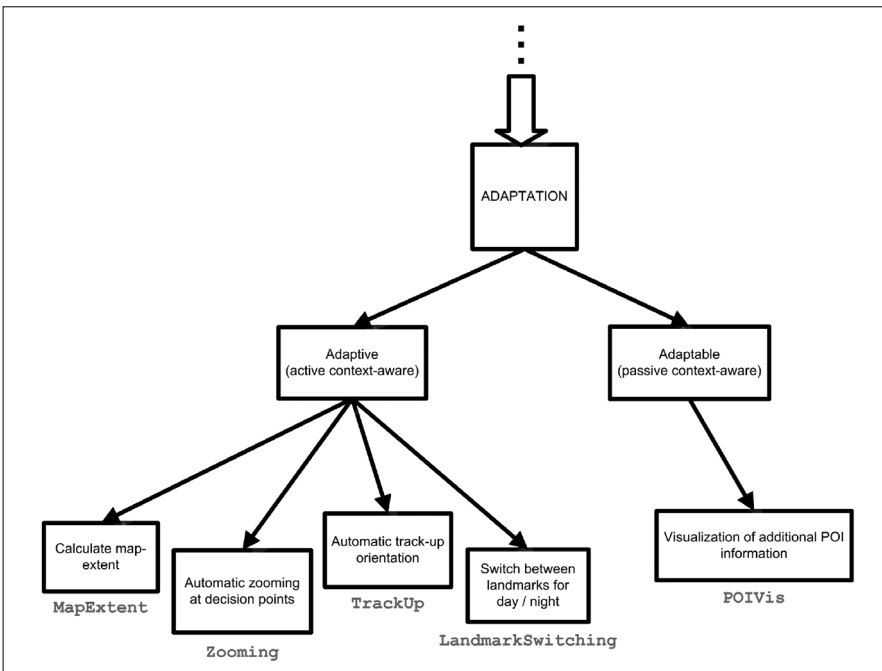 ADAPTATION
Adaptive
(active context-aware)
Adaptable
(passive context-aware)
Calculate map-
extent
MapExtent
Automatic zooming
at decision points
Zooming
Automatic track-up
orientation
TrackUp
Switch between
landmarks for
day / night
LandmarkSwitching
Visualization of additional POI
information
POIVis